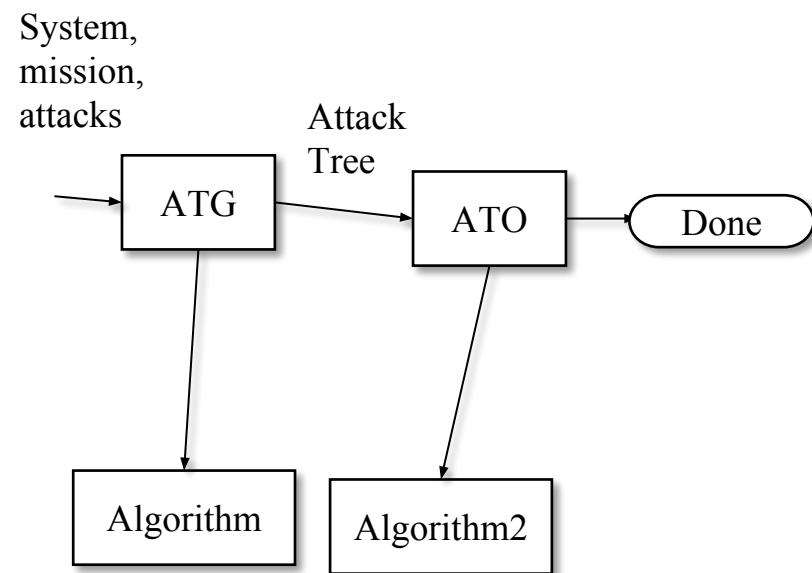 System,
mission,
attacks
Attack
Tree
ATG
ATO
Done
Algorithm
Algorithm2